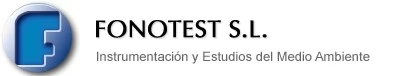 F
FONOTEST S.L.
Instrumentación y Estudios del Medio Ambiente